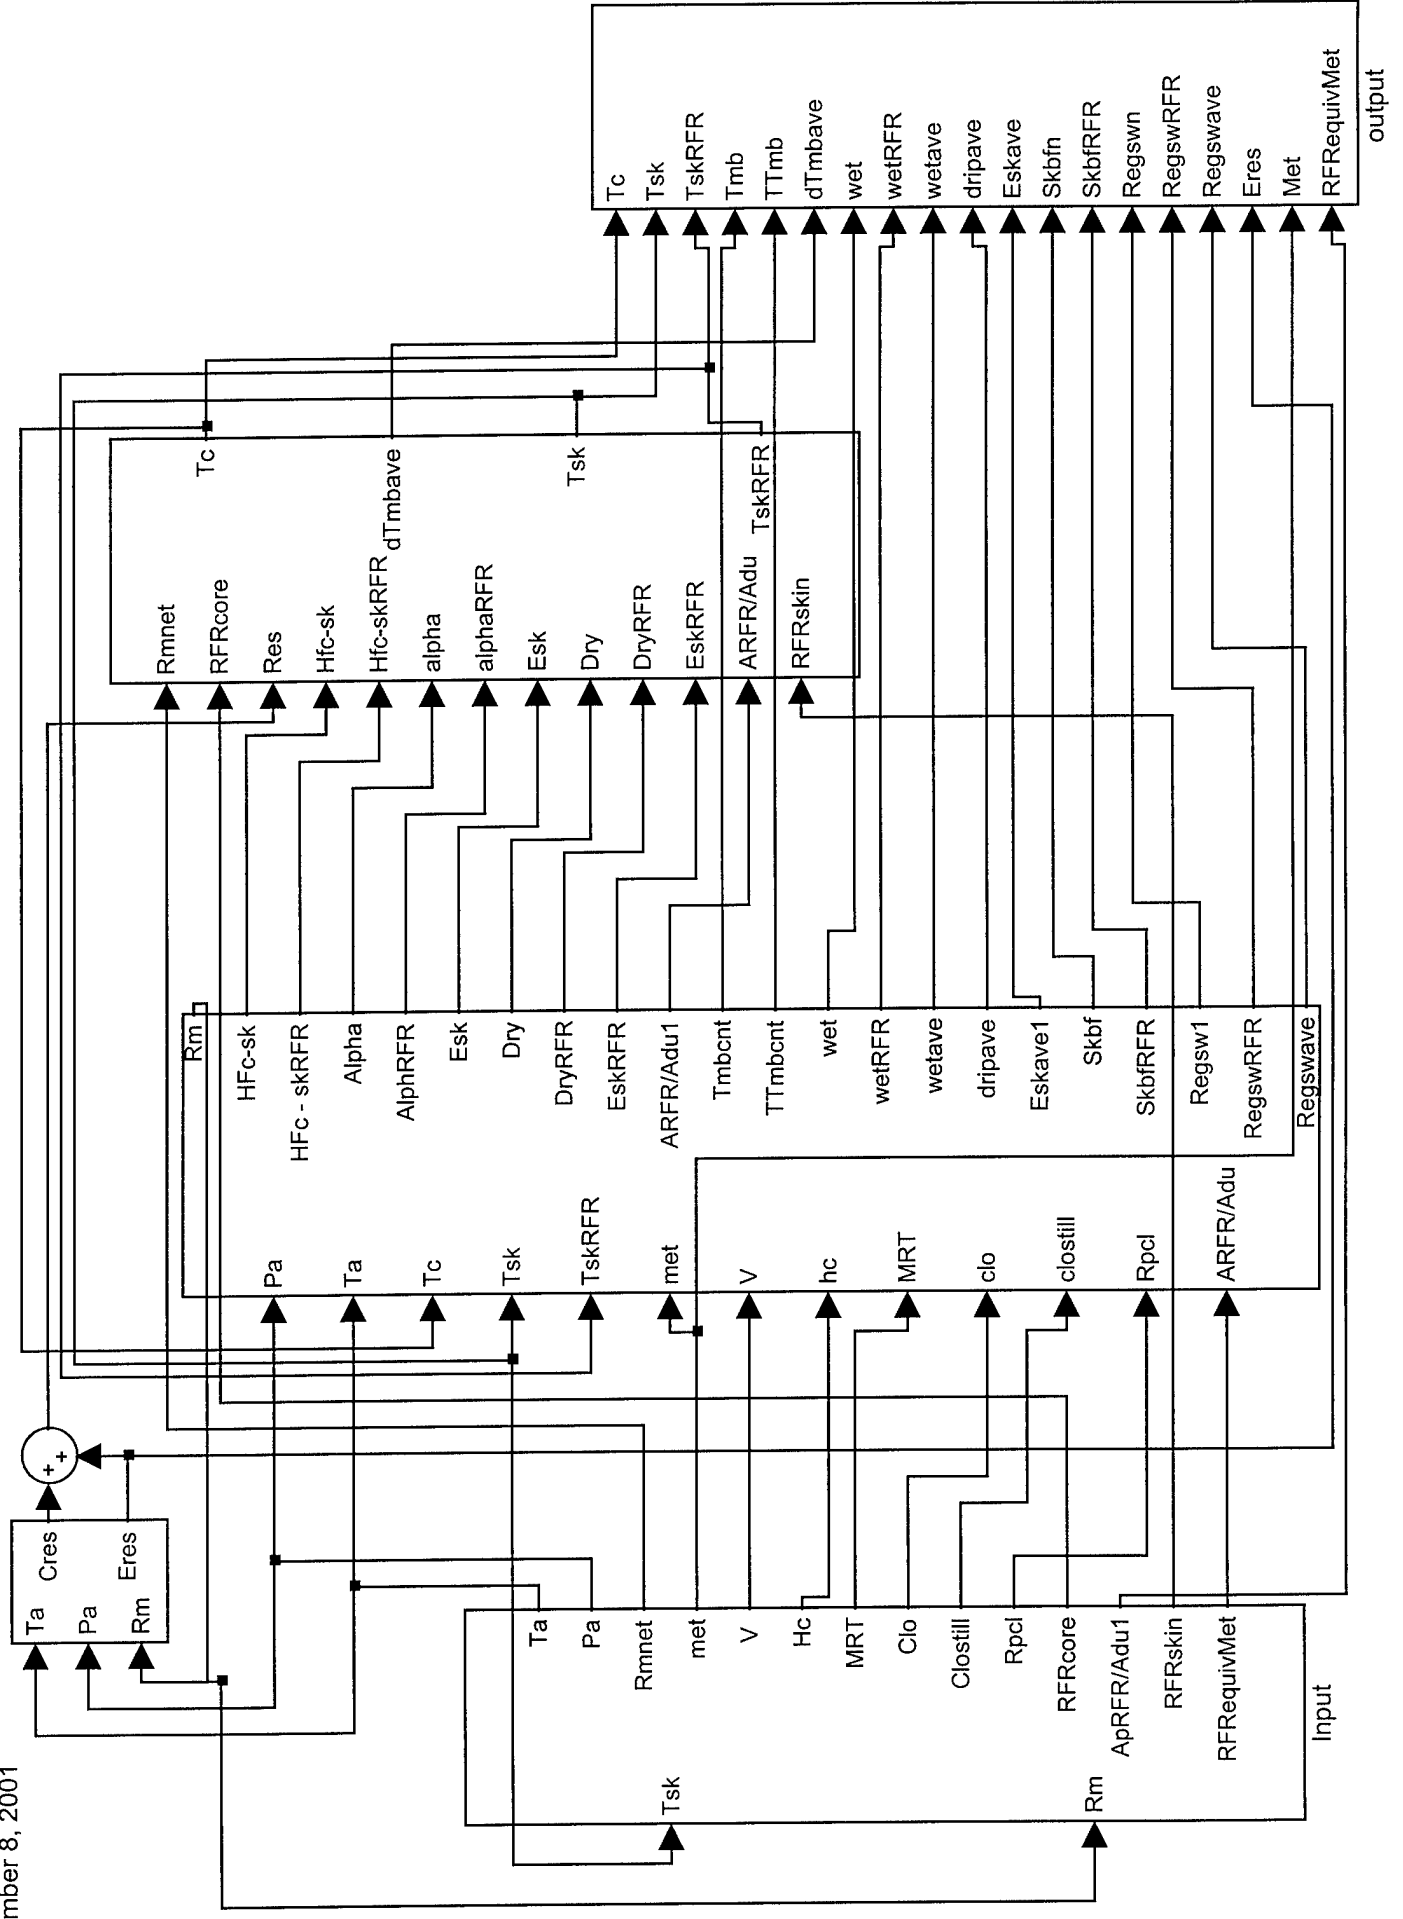 mber 8, 2001
Ta
Pa
Rm
Cres
Eres
+
+
Tsk
Rm
Ta
Pa
Rmnet
met
V
Hc
MRT
Clo
Clostill
Rpcl
RFRcore
ApRFR/Adu1
RFRskin
RFRequivMet
Input
Pa
Ta
Tc
Tsk
TskRFR
met
V
hc
MRT
clo
clostill
Rpcl
ARFR/Adu
Rm
HFc-sk
HFc - skRFR
Alpha
AlphRFR
Esk
Dry
DryRFR
EskRFR
ARFR/Adu1
Tmbcnt
TTmbcnt
wet
wetRFR
wetave
dripave
Eskave1
Skbf
SkbfRFR
Regsw1
RegswRFR
Regswave
Rmnet
RFRcore
Res
Hfc-sk
Hfc-skRFR
alpha
alphaRFR
Esk
Dry
DryRFR
EskRFR
ARFR/Adu
RFRskin
Tc
dTmbave
Tsk
TskRFR
Tc
Tsk
TskRFR
Tmb
TTmb
dTmbave
wet
wetRFR
wetave
dripave
Eskave
Skbfn
SkbfRFR
Regswn
RegswRFR
Regswave
Eres
Met
RFRequivMet
output